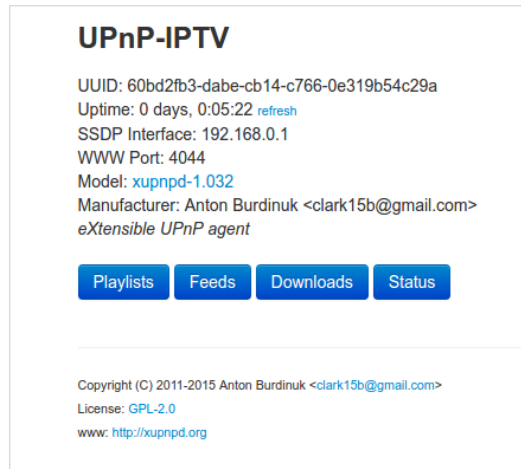 UPnP-IPTV
UUID: 60bd2fb3-dabe-cb14-c766-0e319b54c29a
Uptime: 0 days, 0:05:22 refresh
SSDP Interface: 192.168.0.1
WWW Port: 4044
Model: xupnpd-1.032
Manufacturer: Anton Burdinuk <clark15b@gmail.com>
eXtensible UPnP agent
Playlists Feeds Downloads Status
Copyright (C) 2011-2015 Anton Burdinuk <clark15b@gmail.com>
License: GPL-2.0
www: http://xupnpd.org